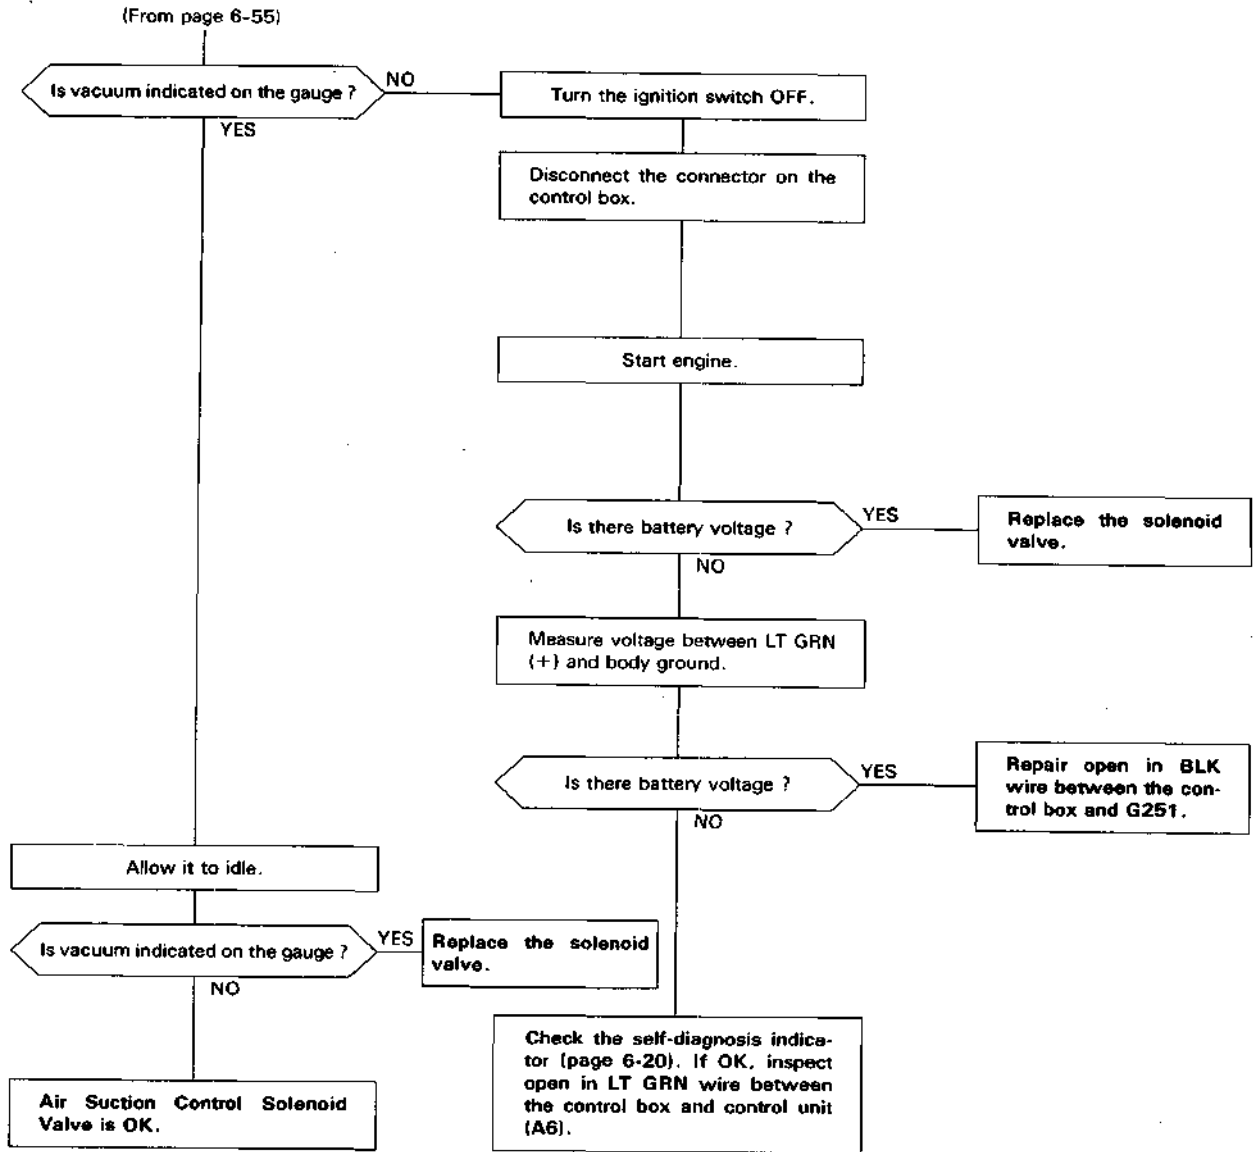 (From page 6-55)
Is vacuum indicated on the gauge ?
NO
Turn the ignition switch OFF.
YES
Disconnect the connector on the
control box.
Start engine.
Is there battery voltage ?
YES
Replace the solenoid
valve.
NO
Measure voltage between LT GRN
(+) and body ground.
Is there battery voltage ?
YES
Repair open in BLK
wire between the con-
trol box and G251.
NO
Allow it to idle.
Is vacuum indicated on the gauge ?
YES
Replace the solenoid
valve.
NO
Check the self-diagnosis indica-
tor (page 6-20). If OK, inspect
open in LT GRN wire between
the control box and control unit
(A6).
Air Suction Control Solenoid
Valve is OK.